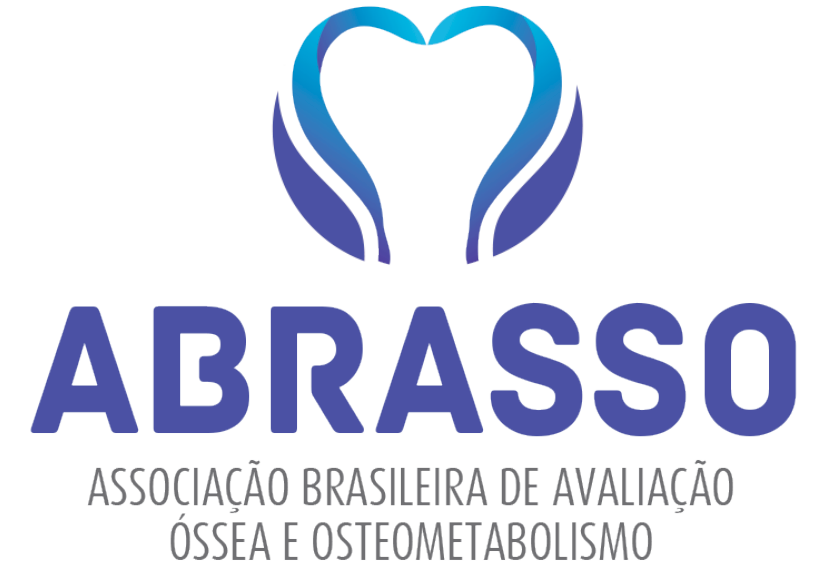 ABRASSO
ASSOCIAÇÃO BRASILEIRA DE AVALIAÇÃO
ÓSSEA E OSTEOMETABOLISMO